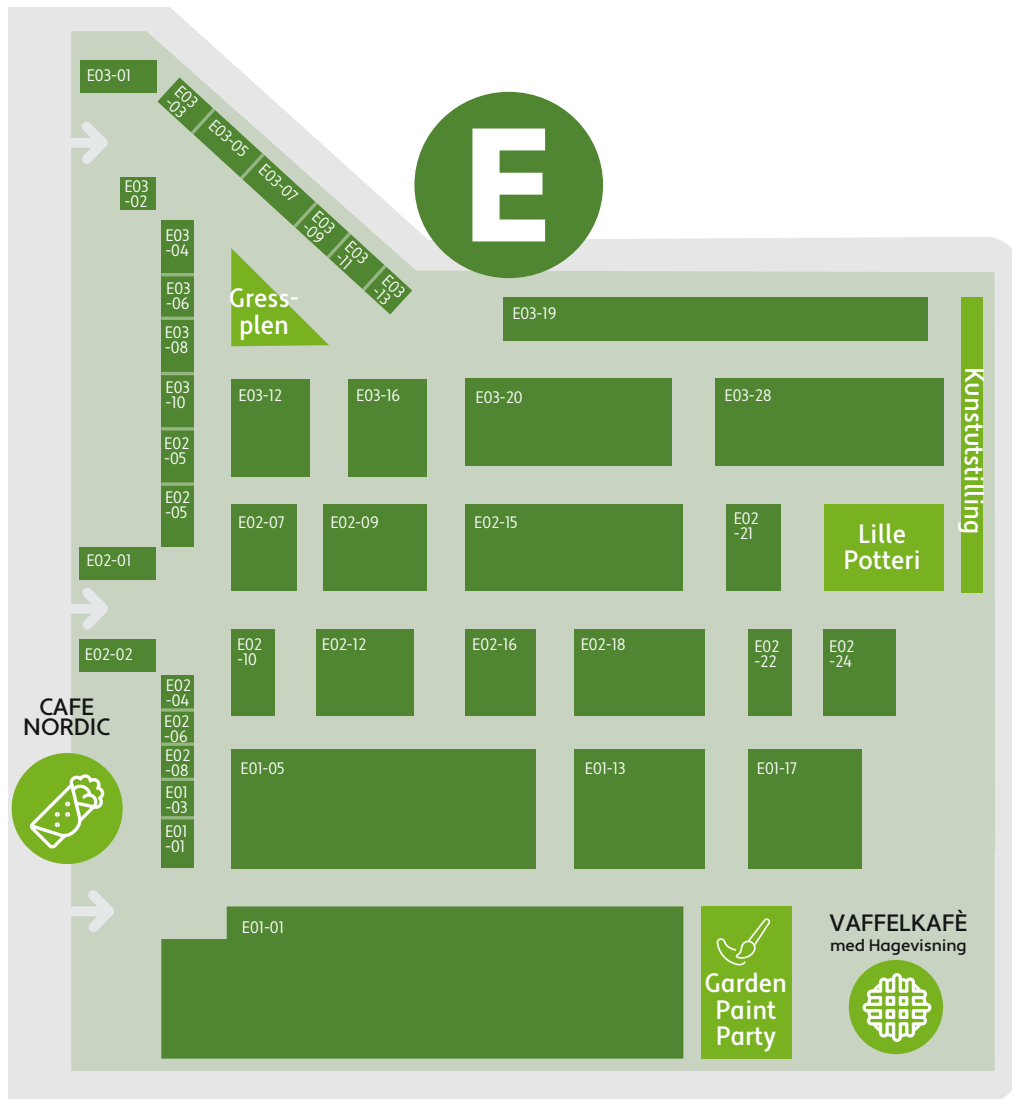 E03-01
E03
-03
E03-05
E03-07
E03
-09
E03
-11
E03
-13
E
E03
-02
E03
-04
E03
-06
E03
-08
E03
-10
E02
-05
E02
-05
Gress-
plen
E03-19
E03-12
E03-16
E03-20
E03-28
Kunstutstilling
E02-07
E02-09
E02-15
E02
-21
Lille
Potteri
E02-01
E02-02
E02
-10
E02-12
E02-16
E02-18
E02
-22
E02
-24
E02
-04
E02
-06
E02
-08
E01
-03
E01
-01
CAFE
NORDIC
E01-05
E01-13
E01-17
E01-01
Garden
Paint
Party
VAFFELKAFÈ
med Hagevisning